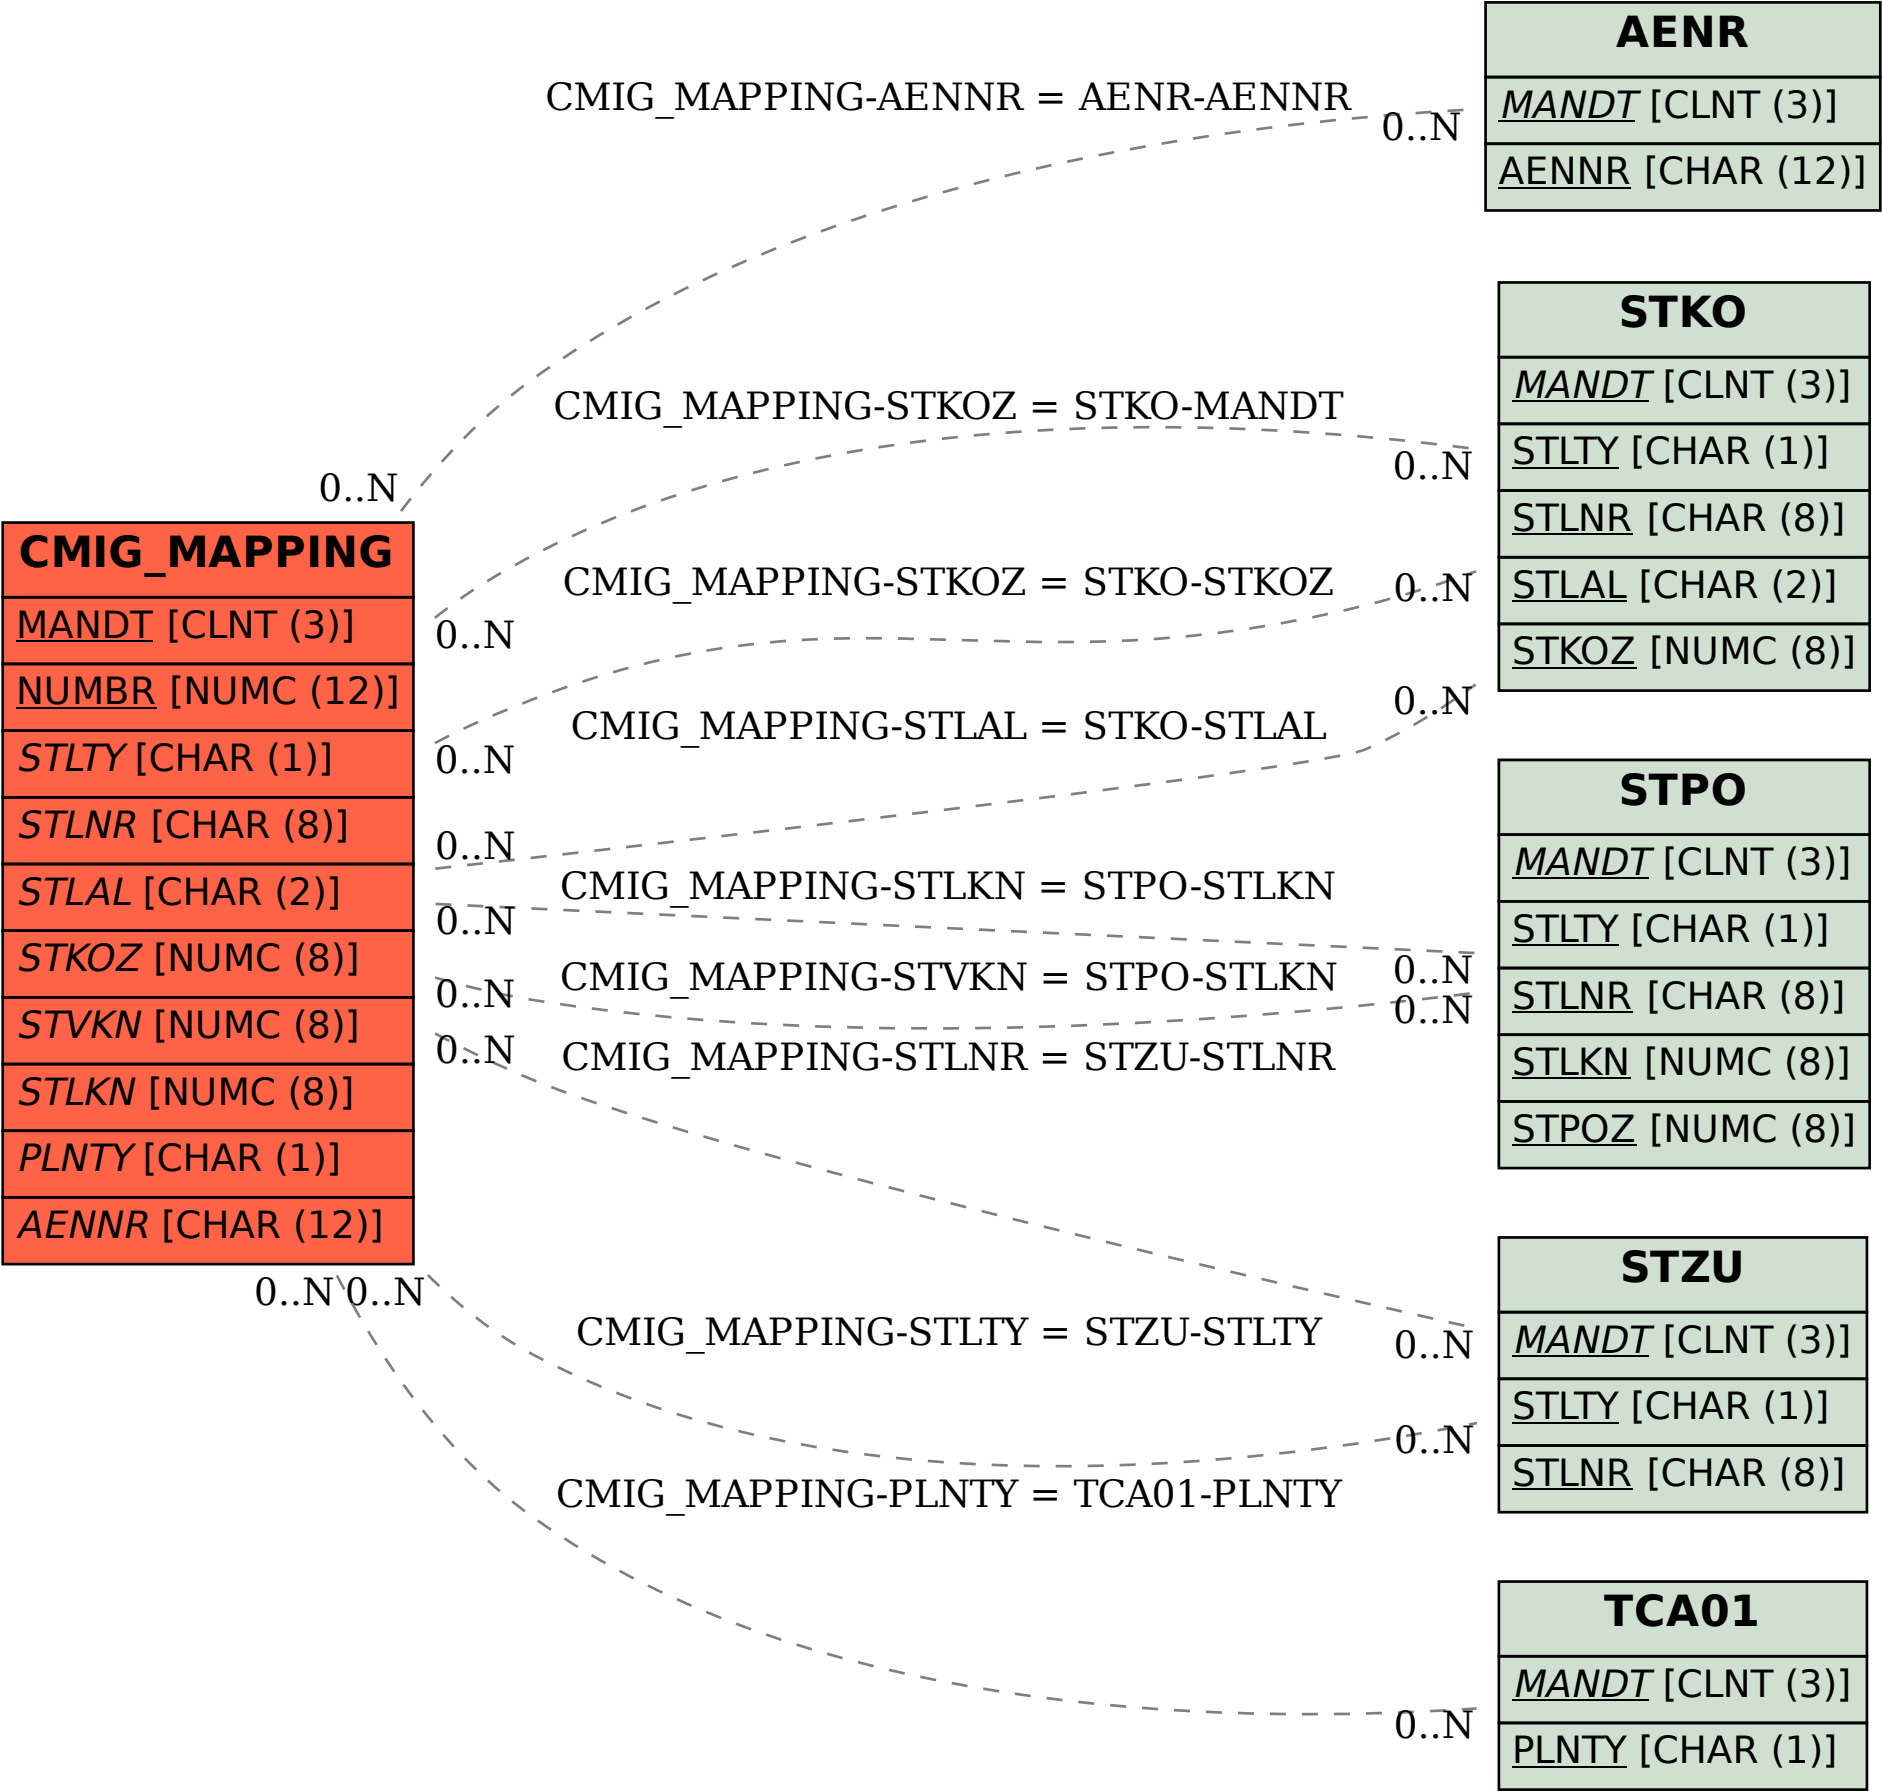 CMIG_MAPPING
MANDT [CLNT (3)]
NUMBR [NUMC (12)]
STLTY [CHAR (1)]
STLNR [CHAR (8)]
STLAL [CHAR (2)]
STKOZ [NUMC (8)]
STVKN [NUMC (8)]
STLKN [NUMC (8)]
PLNTY [CHAR (1)]
AENNR [CHAR (12)]
CMIG_MAPPING-AENNR = AENR-AENNR
0..N
0..N
CMIG_MAPPING-STKOZ = STKO-MANDT
0..N
0..N
CMIG_MAPPING-STKOZ = STKO-STKOZ
0..N
0..N
CMIG_MAPPING-STLAL = STKO-STLAL
0..N
0..N
CMIG_MAPPING-STLKN = STPO-STLKN
0..N
0..N
CMIG_MAPPING-STVKN = STPO-STLKN
0..N
0..N
CMIG_MAPPING-STLNR = STZU-STLNR
0..N
0..N
CMIG_MAPPING-STLTY = STZU-STLTY
0..N
0..N
CMIG_MAPPING-PLNTY = TCA01-PLNTY
0..N
0..N
AENR
MANDT [CLNT (3)]
AENNR [CHAR (12)]
STKO
MANDT [CLNT (3)]
STLTY [CHAR (1)]
STLNR [CHAR (8)]
STLAL [CHAR (2)]
STKOZ [NUMC (8)]
STPO
MANDT [CLNT (3)]
STLTY [CHAR (1)]
STLNR [CHAR (8)]
STLKN [NUMC (8)]
STPOZ [NUMC (8)]
STZU
MANDT [CLNT (3)]
STLTY [CHAR (1)]
STLNR [CHAR (8)]
TCA01
MANDT [CLNT (3)]
PLNTY [CHAR (1)]